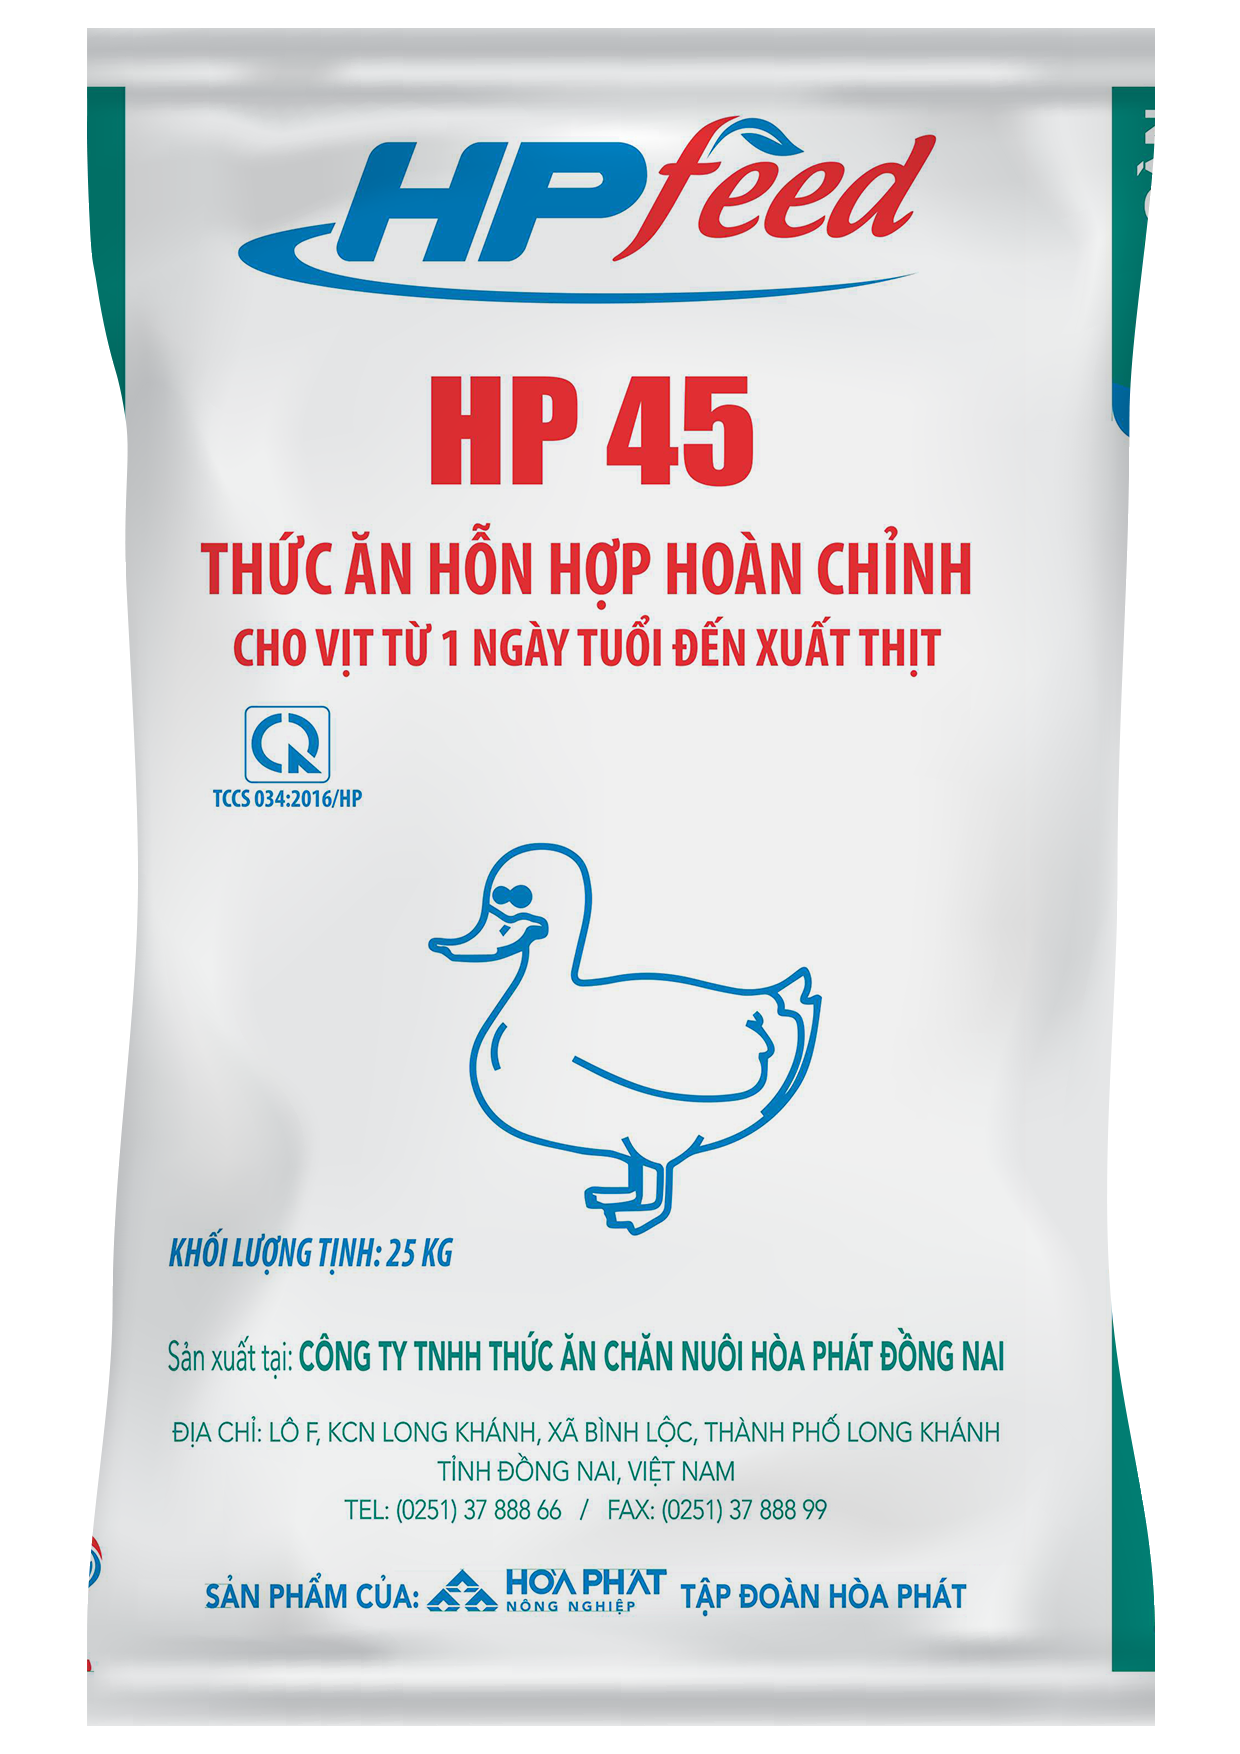 HPfeed
HP 45
THỨC ĂN HỖN HỢP HOÀN CHỈNH
CHO VỊT TỪ 1 NGÀY TUỔI ĐẾN XUẤT THỊT
TCCS 034:2016/HP
KHỐI LƯỢNG TỊNH: 25 KG
Sản xuất tại: CÔNG TY TNHH THỨC ĂN CHĂN NUÔI HÒA PHÁT ĐỒNG NAI
ĐỊA CHỈ: LÔ F, KCN LONG KHÁNH, XÃ BÌNH LỘC, THÀNH PHỐ LONG KHÁNH
TỈNH ĐỒNG NAI, VIỆT NAM
TEL: (0251) 37 888 66 / FAX: (0251) 37 888 99
SẢN PHẨM CỦA: HÒA PHÁT NÔNG NGHIỆP TẬP ĐOÀN HÒA PHÁT